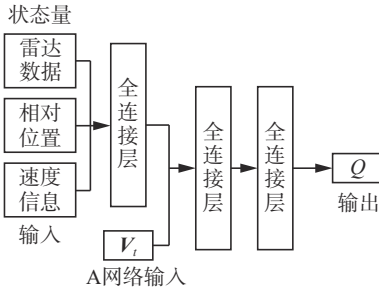 状态量
雷达
数据
相对
位置
速度
信息
输入
全连接层
V_t
A网络输入
全连接层
全连接层
Q
输出